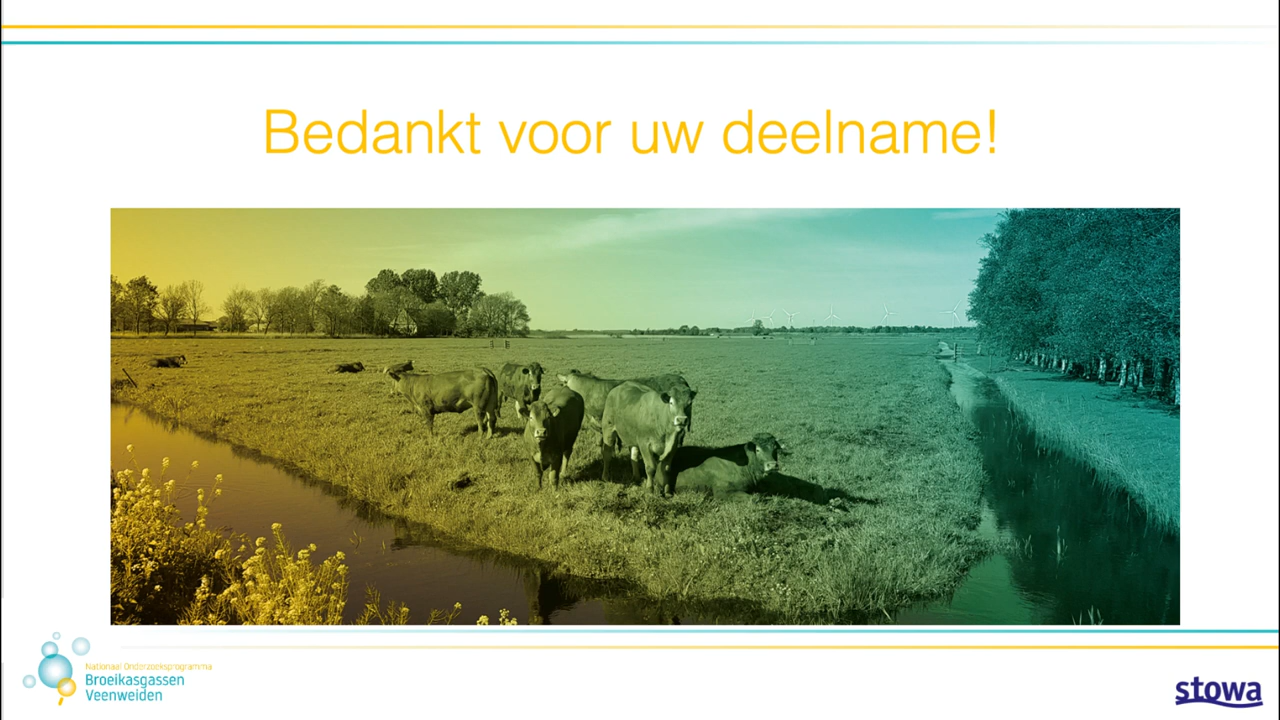 Bedankt voor uw deelname!
Nationaal Onderzoeksprogramma
Broeikasgassen
Veenweiden
stowa